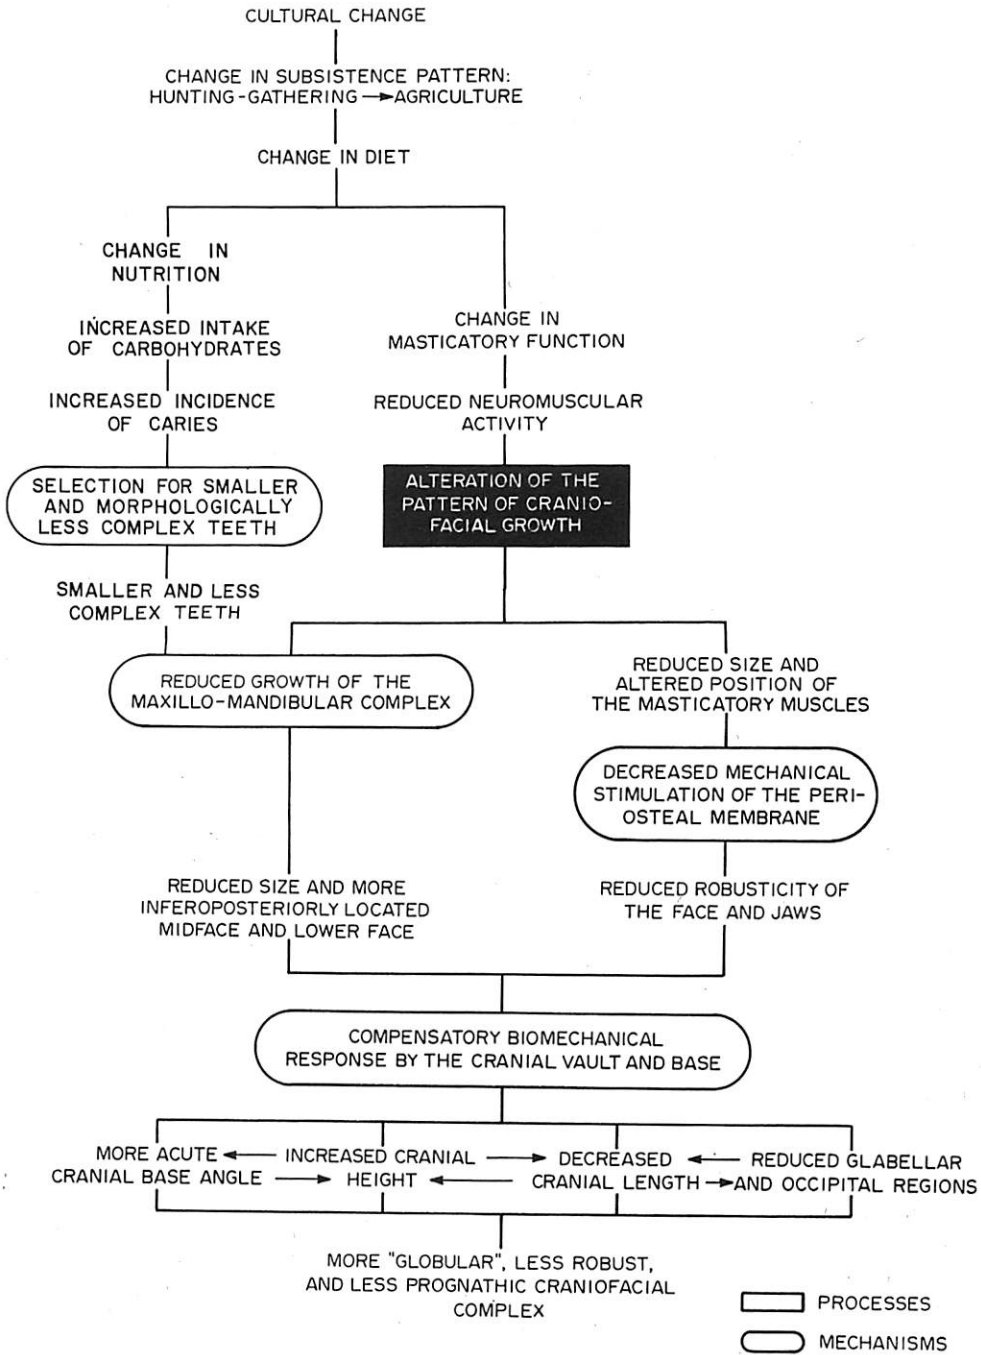 CULTURAL CHANGE
CHANGE IN SUBSISTENCE PATTERN:
HUNTING-GATHERING → AGRICULTURE
CHANGE IN DIET
CHANGE IN
NUTRITION
INCREASED INTAKE
OF CARBOHYDRATES
INCREASED INCIDENCE
OF CARIES
SELECTION FOR SMALLER
AND MORPHOLOGICALLY
LESS COMPLEX TEETH
SMALLER AND LESS
COMPLEX TEETH
CHANGE IN
MASTICATORY FUNCTION
REDUCED NEUROMUSCULAR
ACTIVITY
ALTERATION OF THE
PATTERN OF CRANIO-
FACIAL GROWTH
REDUCED GROWTH OF THE
MAXILLO-MANDIBULAR COMPLEX
REDUCED SIZE AND
ALTERED POSITION OF
THE MASTICATORY MUSCLES
DECREASED MECHANICAL
STIMULATION OF THE PERI-
OSTEAL MEMBRANE
REDUCED SIZE AND MORE
INFEROPOSTERIORLY LOCATED
MIDFACE AND LOWER FACE
REDUCED ROBUSTICITY OF
THE FACE AND JAWS
COMPENSATORY BIOMECHANICAL
RESPONSE BY THE CRANIAL VAULT AND BASE
MORE ACUTE ← INCREASED CRANIAL → DECREASED ← REDUCED GLABELLAR
CRANIAL BASE ANGLE → HEIGHT ← CRANIAL LENGTH → AND OCCIPITAL REGIONS
MORE "GLOBULAR", LESS ROBUST,
AND LESS PROGNATHIC CRANIOFACIAL
COMPLEX
PROCESSES
MECHANISMS